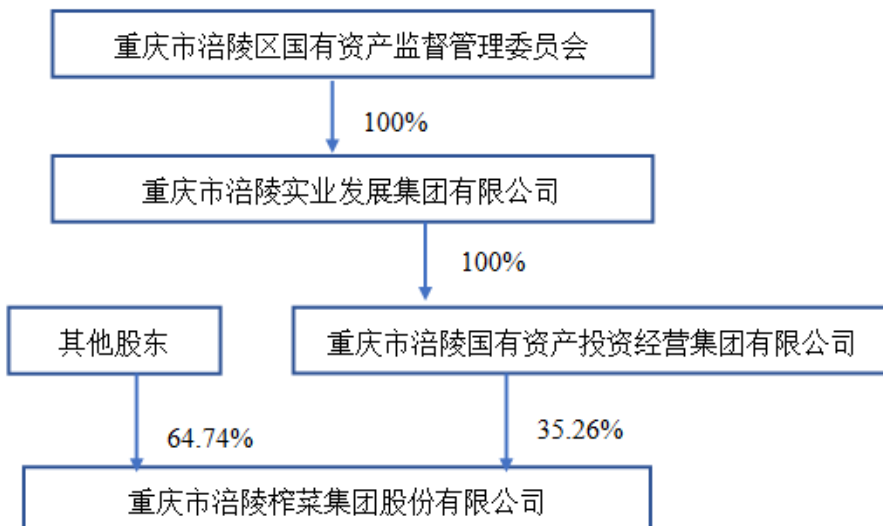 重庆市涪陵区国有资产监督管理委员会
100%
重庆市涪陵实业发展集团有限公司
100%
其他股东
重庆市涪陵国有资产投资经营集团有限公司
64.74%
35.26%
重庆市涪陵榨菜集团股份有限公司